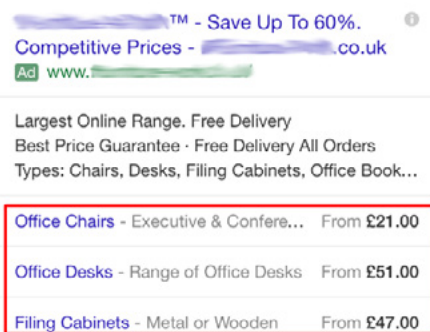 ™ - Save Up To 60%.
Competitive Prices - .co.uk
Ad www.
Largest Online Range. Free Delivery
Best Price Guarantee · Free Delivery All Orders
Types: Chairs, Desks, Filing Cabinets, Office Book...
Office Chairs - Executive & Confere... From £21.00
Office Desks - Range of Office Desks From £51.00
Filing Cabinets - Metal or Wooden From £47.00